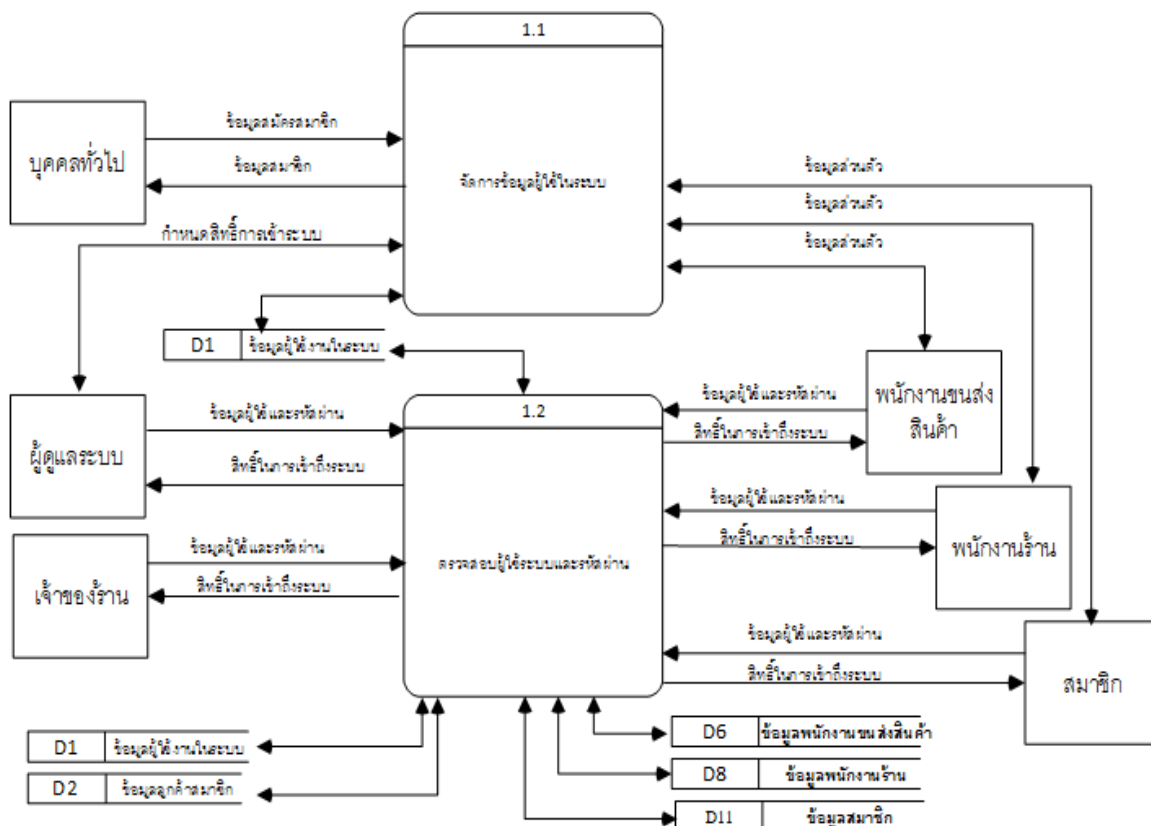 1.1
ข้อมูลสมัครสมาชิก
บุคคลทั่วไป
ข้อมูลสมาชิก
จัดการข้อมูลผู้ใช้ในระบบ
ข้อมูลส่วนตัว
ข้อมูลส่วนตัว
กำหนดสิทธิ์การเข้าระบบ
ข้อมูลส่วนตัว
D1 ข้อมูลผู้ใช้งานในระบบ
พนักงานขนส่ง
สินค้า
ข้อมูลผู้ใช้และรหัสผ่าน
สิทธิ์ในการเข้าถึงระบบ
1.2
ข้อมูลผู้ใช้และรหัสผ่าน
ผู้ดูแลระบบ
สิทธิ์ในการเข้าถึงระบบ
ข้อมูลผู้ใช้และรหัสผ่าน
สิทธิ์ในการเข้าถึงระบบ
พนักงานร้าน
ข้อมูลผู้ใช้และรหัสผ่าน
เจ้าของร้าน
สิทธิ์ในการเข้าถึงระบบ
ตรวจสอบผู้ใช้ระบบและรหัสผ่าน
ข้อมูลผู้ใช้และรหัสผ่าน
สิทธิ์ในการเข้าถึงระบบ
สมาชิก
D1 ข้อมูลผู้ใช้งานในระบบ
D2 ข้อมูลลูกค้าสมาชิก
D6 ข้อมูลพนักงานขนส่งสินค้า
D8 ข้อมูลพนักงานร้าน
D11 ข้อมูลสมาชิก